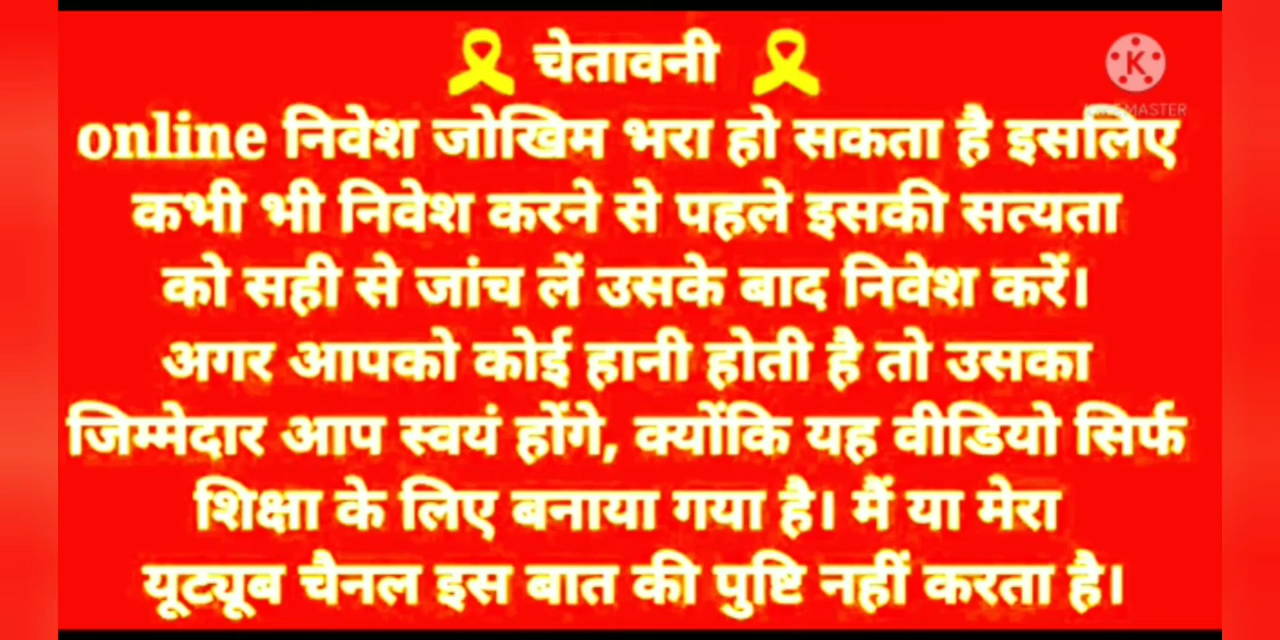 चेतावनी
online निवेश जोखिम भरा हो सकता है इसलिए
कभी भी निवेश करने से पहले इसकी सत्यता
को सही से जांच लें उसके बाद निवेश करें।
अगर आपको कोई हानी होती है तो उसका
जिम्मेदार आप स्वयं होंगे, क्योंकि यह वीडियो सिर्फ
शिक्षा के लिए बनाया गया है। मैं या मेरा
यूट्यूब चैनल इस बात की पुष्टि नहीं करता है।
K
KINEMASTER